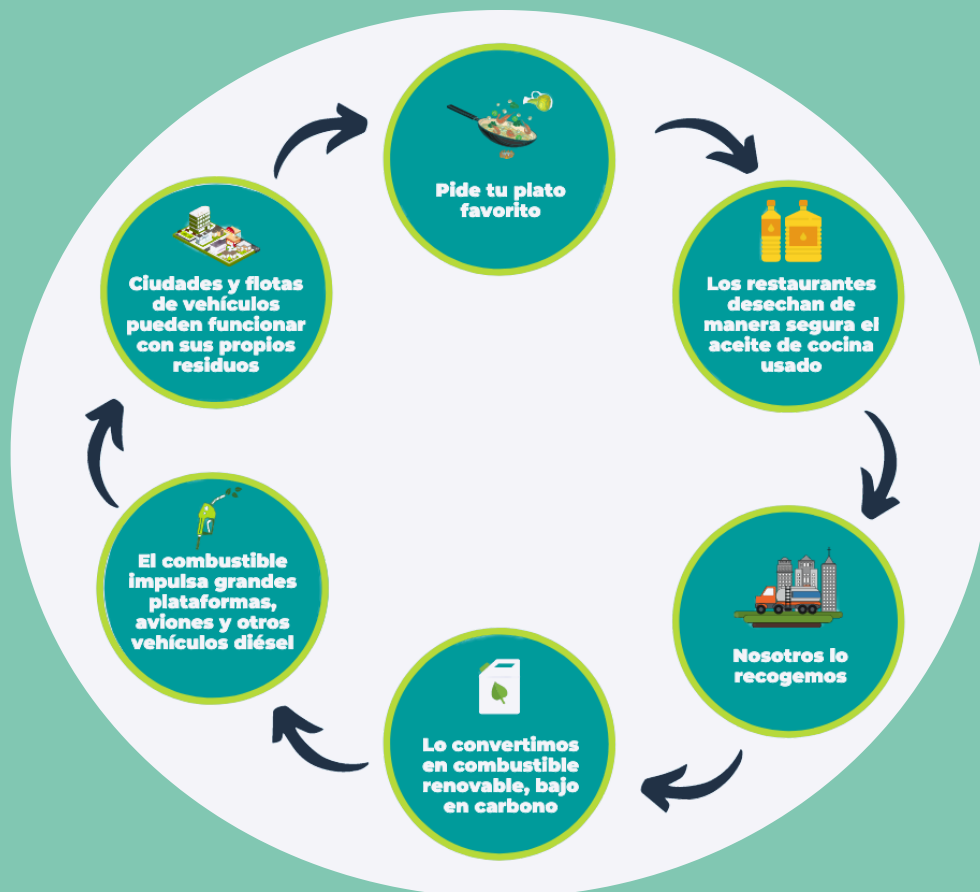 Pide tu plato
favorito
Los restaurantes
desechan de
manera segura el
aceite de cocina
usado
Nosotros lo
recogemos
Lo convertimos
en combustible
renovable, bajo
en carbono
El combustible
impulsa grandes
plataformas,
aviones y otros
vehículos diésel
Ciudades y flotas
de vehículos
pueden funcionar
con sus propios
residuos